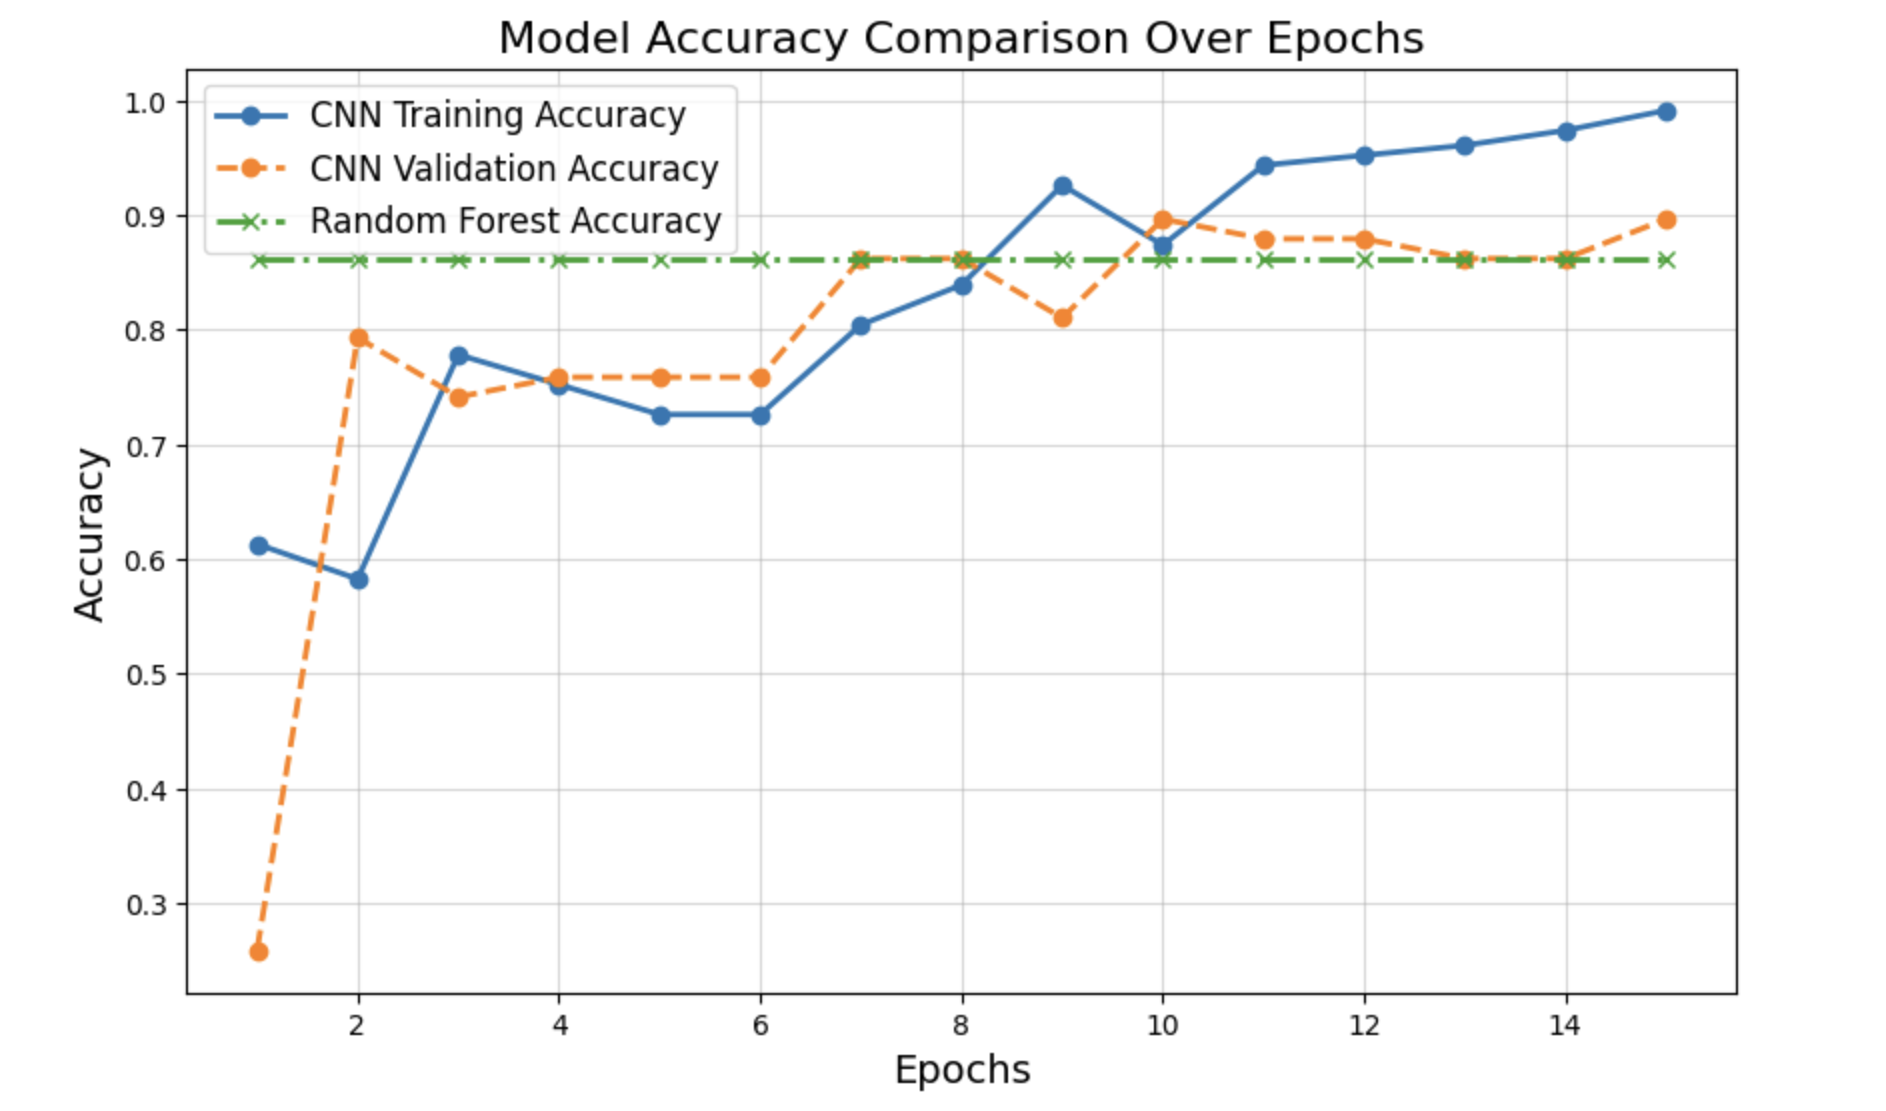 Model Accuracy Comparison Over Epochs
CNN Training Accuracy
CNN Validation Accuracy
Random Forest Accuracy
1.0
0.9
0.8
0.7
0.6
0.5
0.4
0.3
Accuracy
2 4 6 8 10 12 14
Epochs